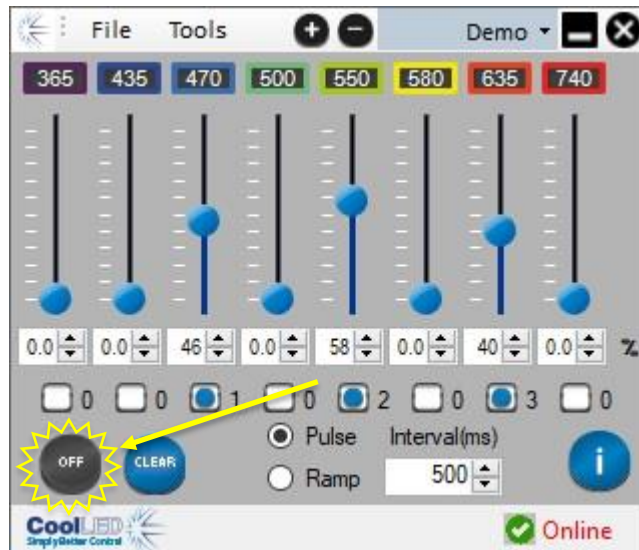 File Tools Demo
365 435 470 500 550 580 635 740
0.0 0.0 46 0.0 58 0.0 40 0.0 %
0 0 1 0 2 0 3 0
Pulse Interval(ms)
OFF CLEAR i
Ramp 500
CoolLED Online
Simply Better Control